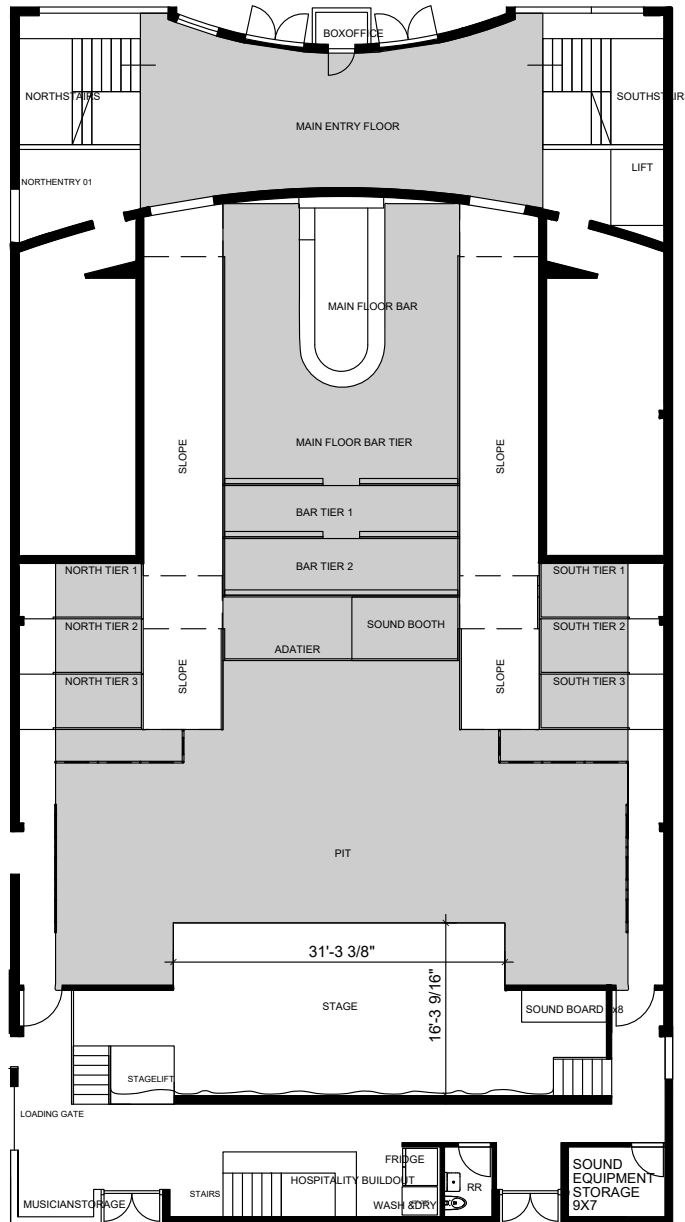 BOXOFFICE
NORTHSTAIRS
SOUTHSTAIR
MAIN ENTRY FLOOR
LIFT
NORTHENTRY 01
MAIN FLOOR BAR
SLOPE
MAIN FLOOR BAR TIER
SLOPE
BAR TIER 1
BAR TIER 2
NORTH TIER 1
SOUTH TIER 1
NORTH TIER 2
SOUND BOOTH
SOUTH TIER 2
ADATIER
NORTH TIER 3
SLOPE
SLOPE
SOUTH TIER 3
PIT
31'-3 3/8"
16'-3 9/16"
STAGE
SOUND BOARD x8
STAGELIFT
LOADING GATE
FRIDGE
HOSPITALITY BUILDOUT
RR
STAIRS
MUSICIANSTORAGE
WASH &DRY
SOUND
EQUIPMENT
STORAGE
9X7